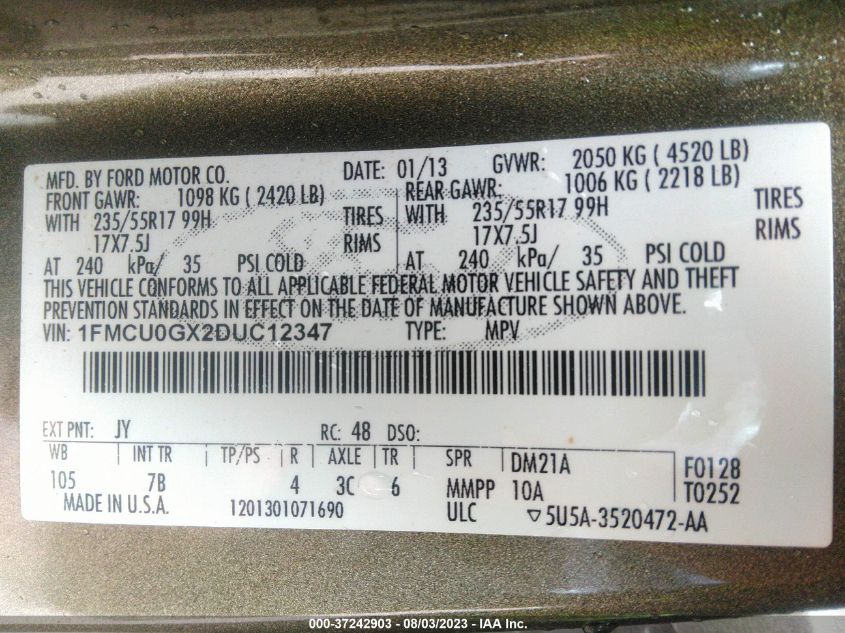 MFD. BY FORD MOTOR CO. DATE: 01/13 GVWR: 2050 KG ( 4520 LB)
FRONT GAWR: 1098 KG ( 2420 LB) REAR GAWR: 1006 KG ( 2218 LB)
WITH 235/55R17 99H TIRES WITH 235/55R17 99H TIRES
17X7.5J RIMS 17X7.5J RIMS
AT 240 kPa/ 35 PSI COLD AT 240 kPa/ 35 PSI COLD
THIS VEHICLE CONFORMS TO ALL APPLICABLE FEDERAL MOTOR VEHICLE SAFETY AND THEFT
PREVENTION STANDARDS IN EFFECT ON THE DATE OF MANUFACTURE SHOWN ABOVE.
VIN: 1FMCU0GX2DUC12347 TYPE: MPV
EXT PNT: JY RC: 48 DSO:
WB INT TR TP/PS R AXLE TR SPR DM21A F0128
105 7B 4 3C 6 MMPP 10A T0252
MADE IN U.S.A. 1201301071690 ULC ▽5U5A-3520472-AA
000-37242903 - 08/03/2023 - IAA Inc.